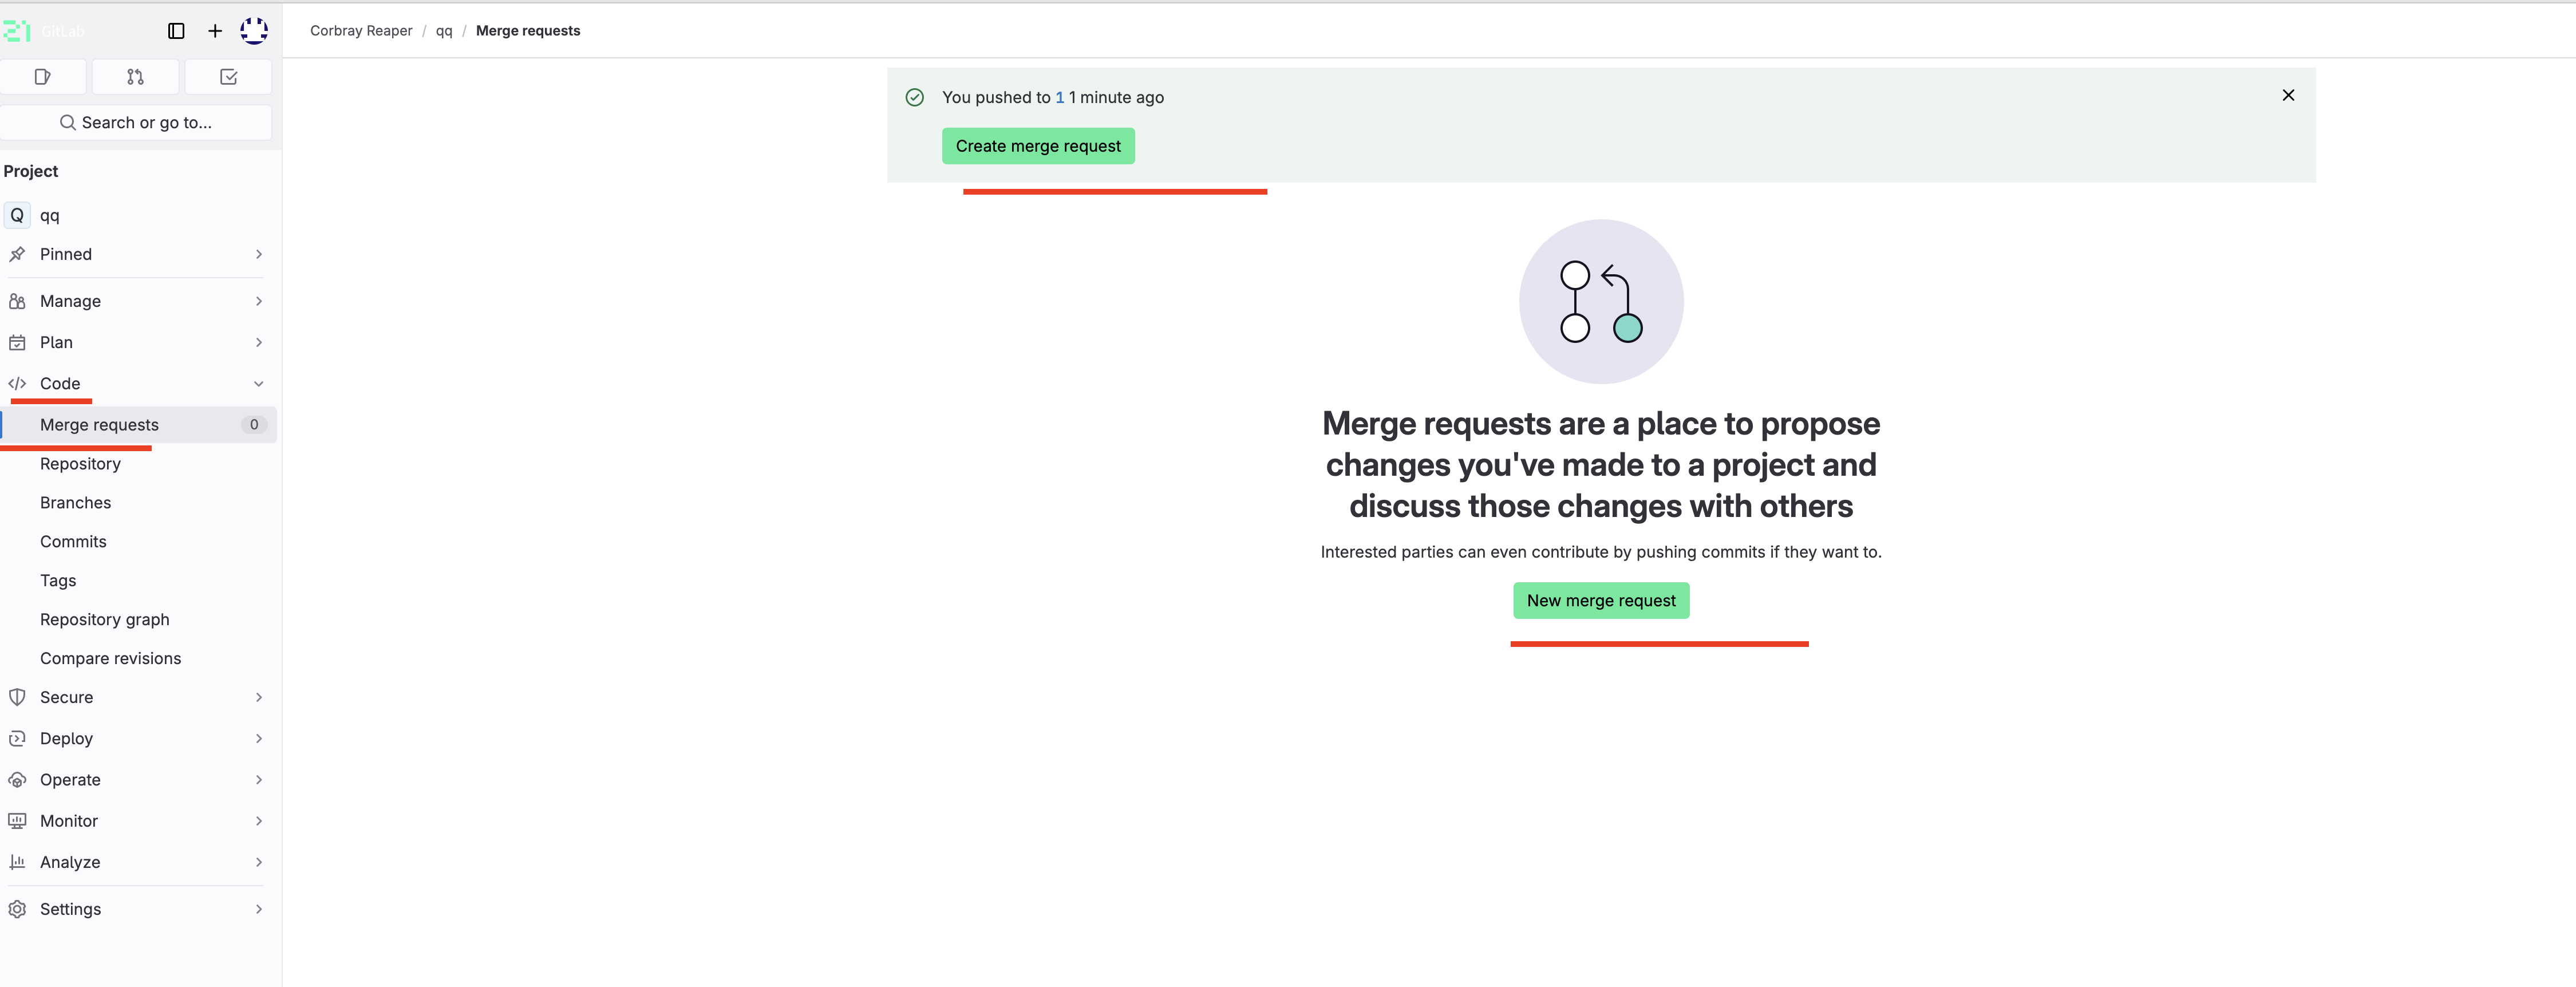 GitLab
Corbray Reaper / qq / Merge requests
Search or go to...
Project
Q qq
Pinned
Manage
Plan
Code
Merge requests 0
Repository
Branches
Commits
Tags
Repository graph
Compare revisions
Secure
Deploy
Operate
Monitor
Analyze
Settings
You pushed to 1 1 minute ago
Create merge request
Merge requests are a place to propose
changes you've made to a project and
discuss those changes with others
Interested parties can even contribute by pushing commits if they want to.
New merge request